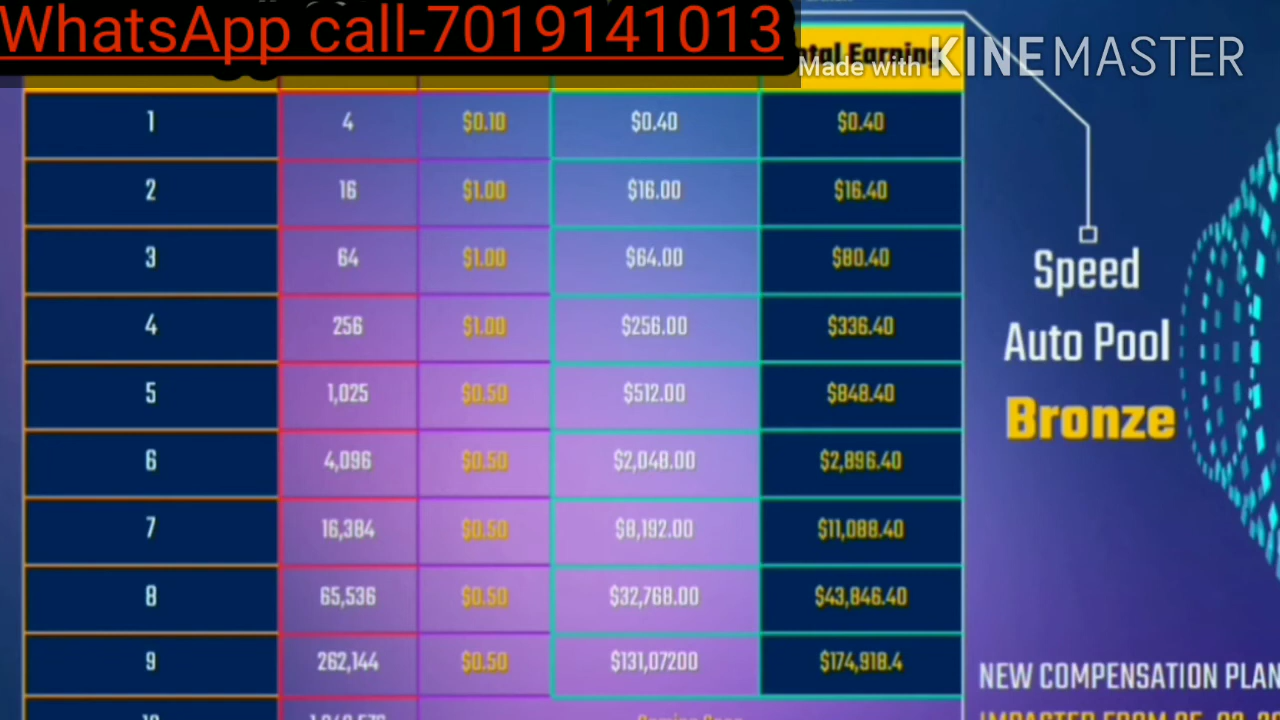 WhatsApp call-7019141013
Made with KINEMASTER
1 4 $0.10 $0.40 $0.40
2 16 $1.00 $16.00 $16.40
3 64 $1.00 $64.00 $80.40
4 256 $1.00 $256.00 $336.40
5 1,025 $0.50 $512.00 $848.40
6 4,096 $0.50 $2,048.00 $2,896.40
7 16,384 $0.50 $8,192.00 $11,088.40
8 65,536 $0.50 $32,768.00 $43,846.40
9 262,144 $0.50 $131,07200 $174,918.4
Speed
Auto Pool
Bronze
NEW COMPENSATION PLAN